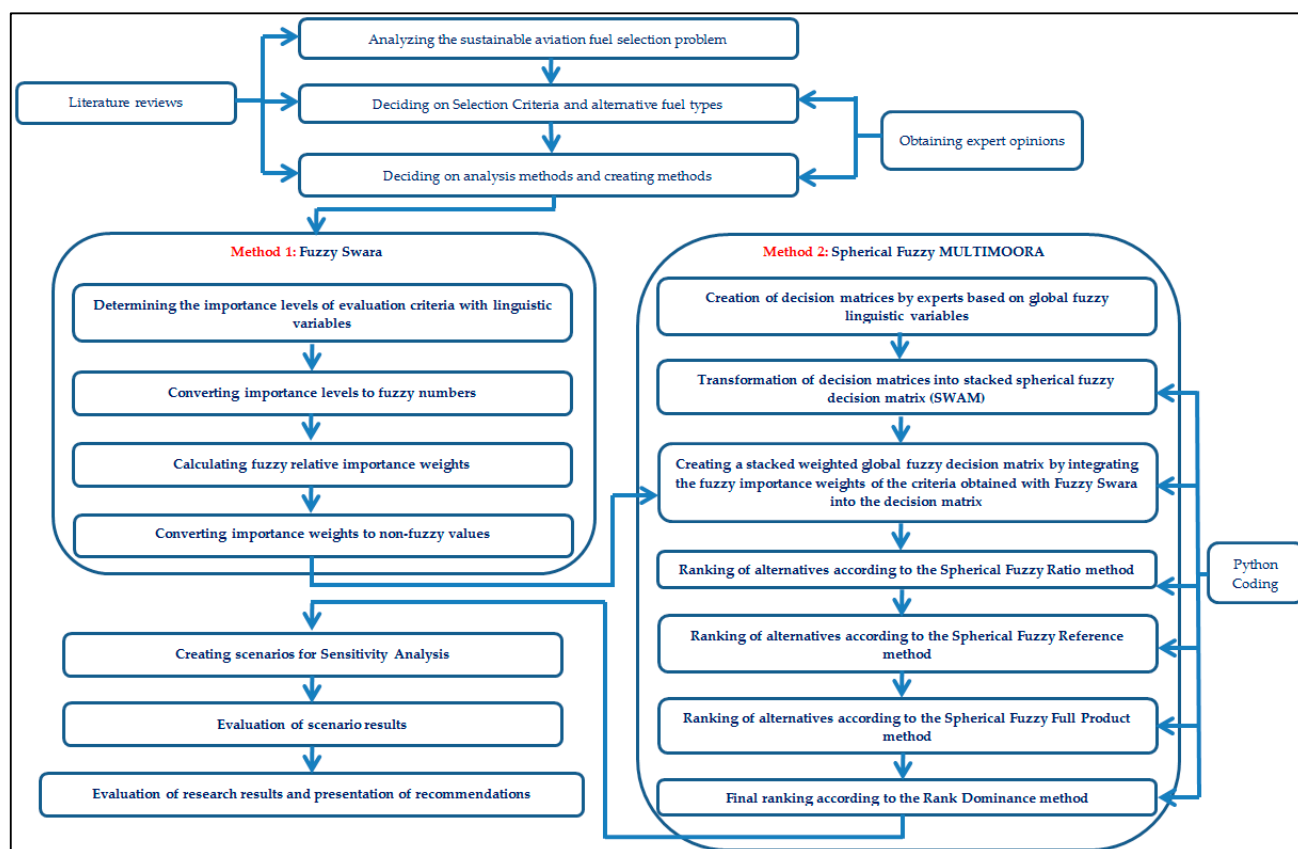 Analyzing the sustainable aviation fuel selection problem
Literature reviews
Deciding on Selection Criteria and alternative fuel types
Obtaining expert opinions
Deciding on analysis methods and creating methods
Method 1: Fuzzy Swara
Determining the importance levels of evaluation criteria with linguistic
variables
Converting importance levels to fuzzy numbers
Calculating fuzzy relative importance weights
Converting importance weights to non-fuzzy values
Method 2: Spherical Fuzzy MULTIMOORA
Creation of decision matrices by experts based on global fuzzy
linguistic variables
Transformation of decision matrices into stacked spherical fuzzy
decision matrix (SWAM)
Creating a stacked weighted global fuzzy decision matrix by integrating
the fuzzy importance weights of the criteria obtained with Fuzzy Swara
into the decision matrix
Ranking of alternatives according to the Spherical Fuzzy Ratio method
Ranking of alternatives according to the Spherical Fuzzy Reference
method
Ranking of alternatives according to the Spherical Fuzzy Full Product
method
Final ranking according to the Rank Dominance method
Python
Coding
Creating scenarios for Sensitivity Analysis
Evaluation of scenario results
Evaluation of research results and presentation of recommendations